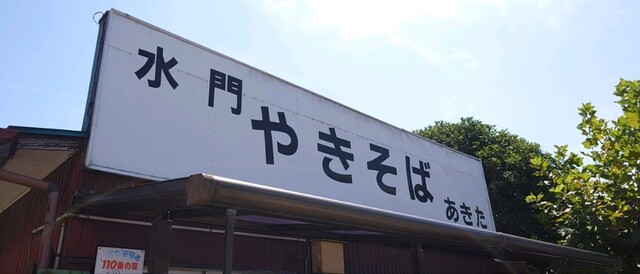 水門
やきそば
あきた
110番の家